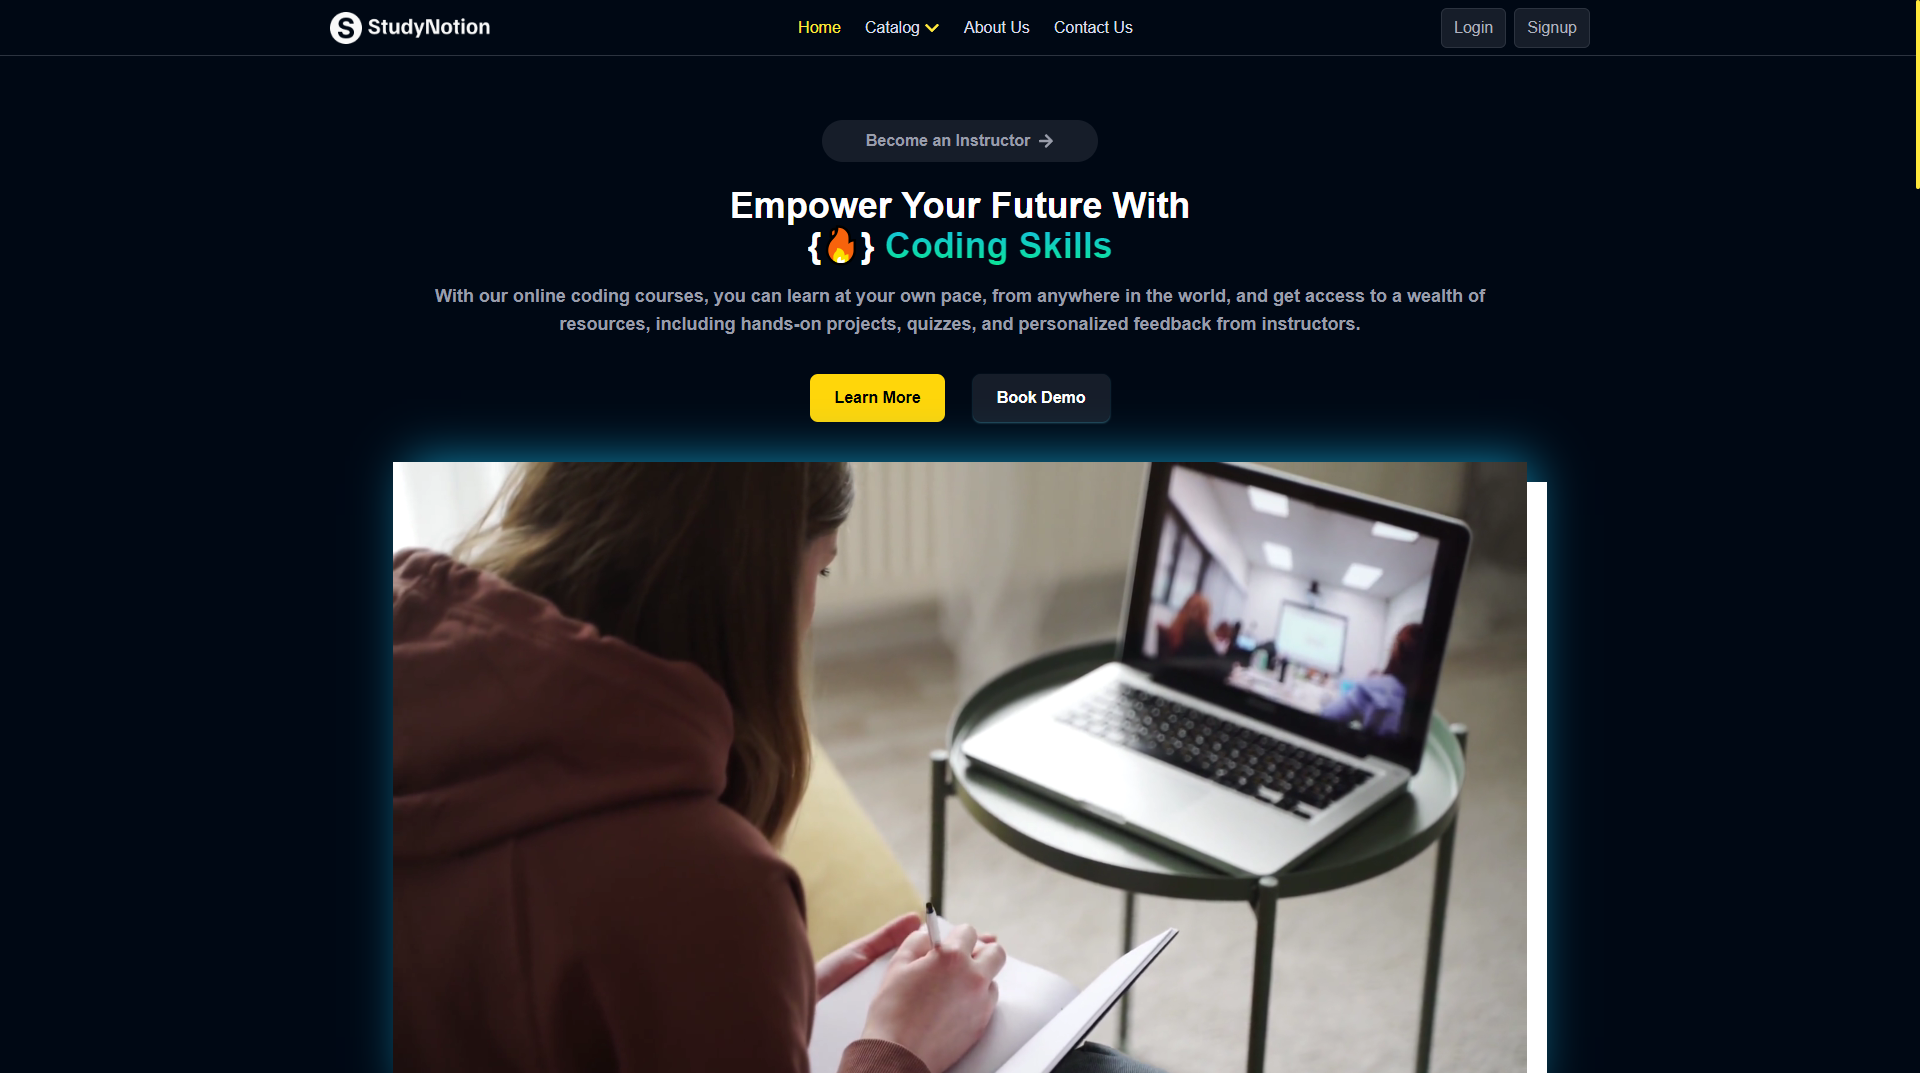 StudyNotion
Home Catalog About Us Contact Us
Login Signup
Become an Instructor →
Empower Your Future With
{🔥} Coding Skills
With our online coding courses, you can learn at your own pace, from anywhere in the world, and get access to a wealth of
resources, including hands-on projects, quizzes, and personalized feedback from instructors.
Learn More Book Demo